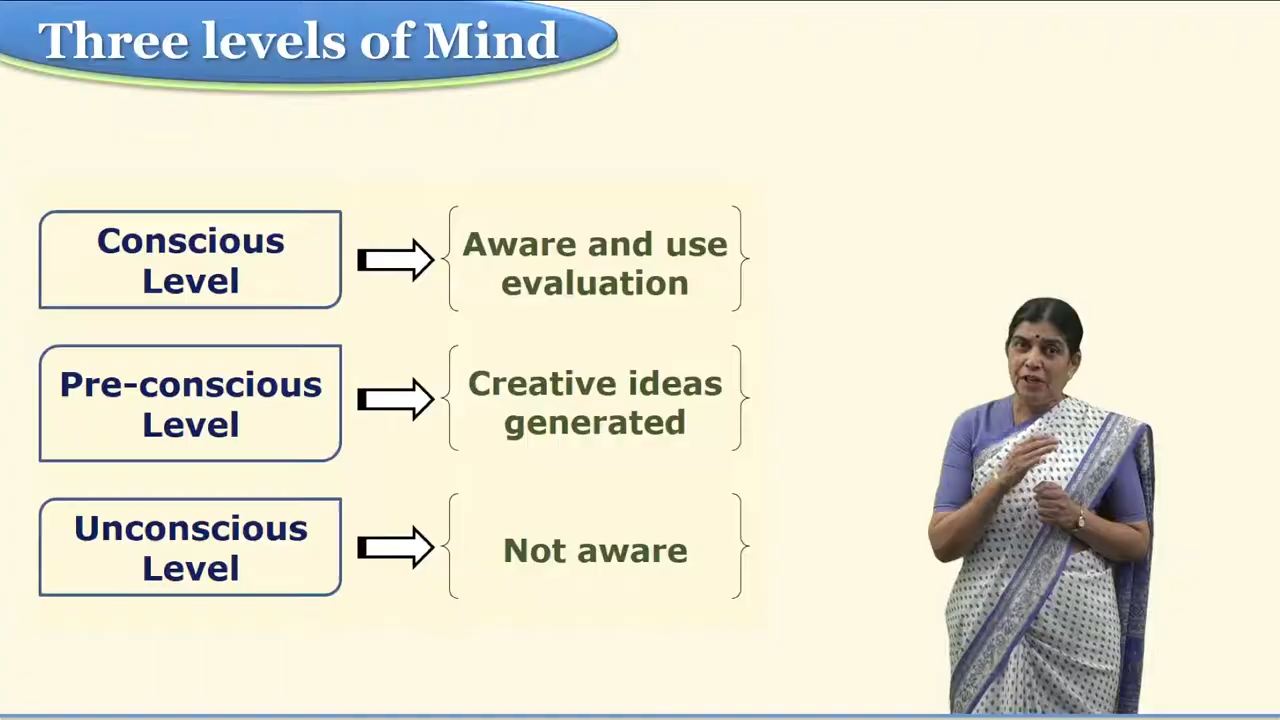 Three levels of Mind
Conscious
Level
Aware and use
evaluation
Pre-conscious
Level
Creative ideas
generated
Unconscious
Level
Not aware